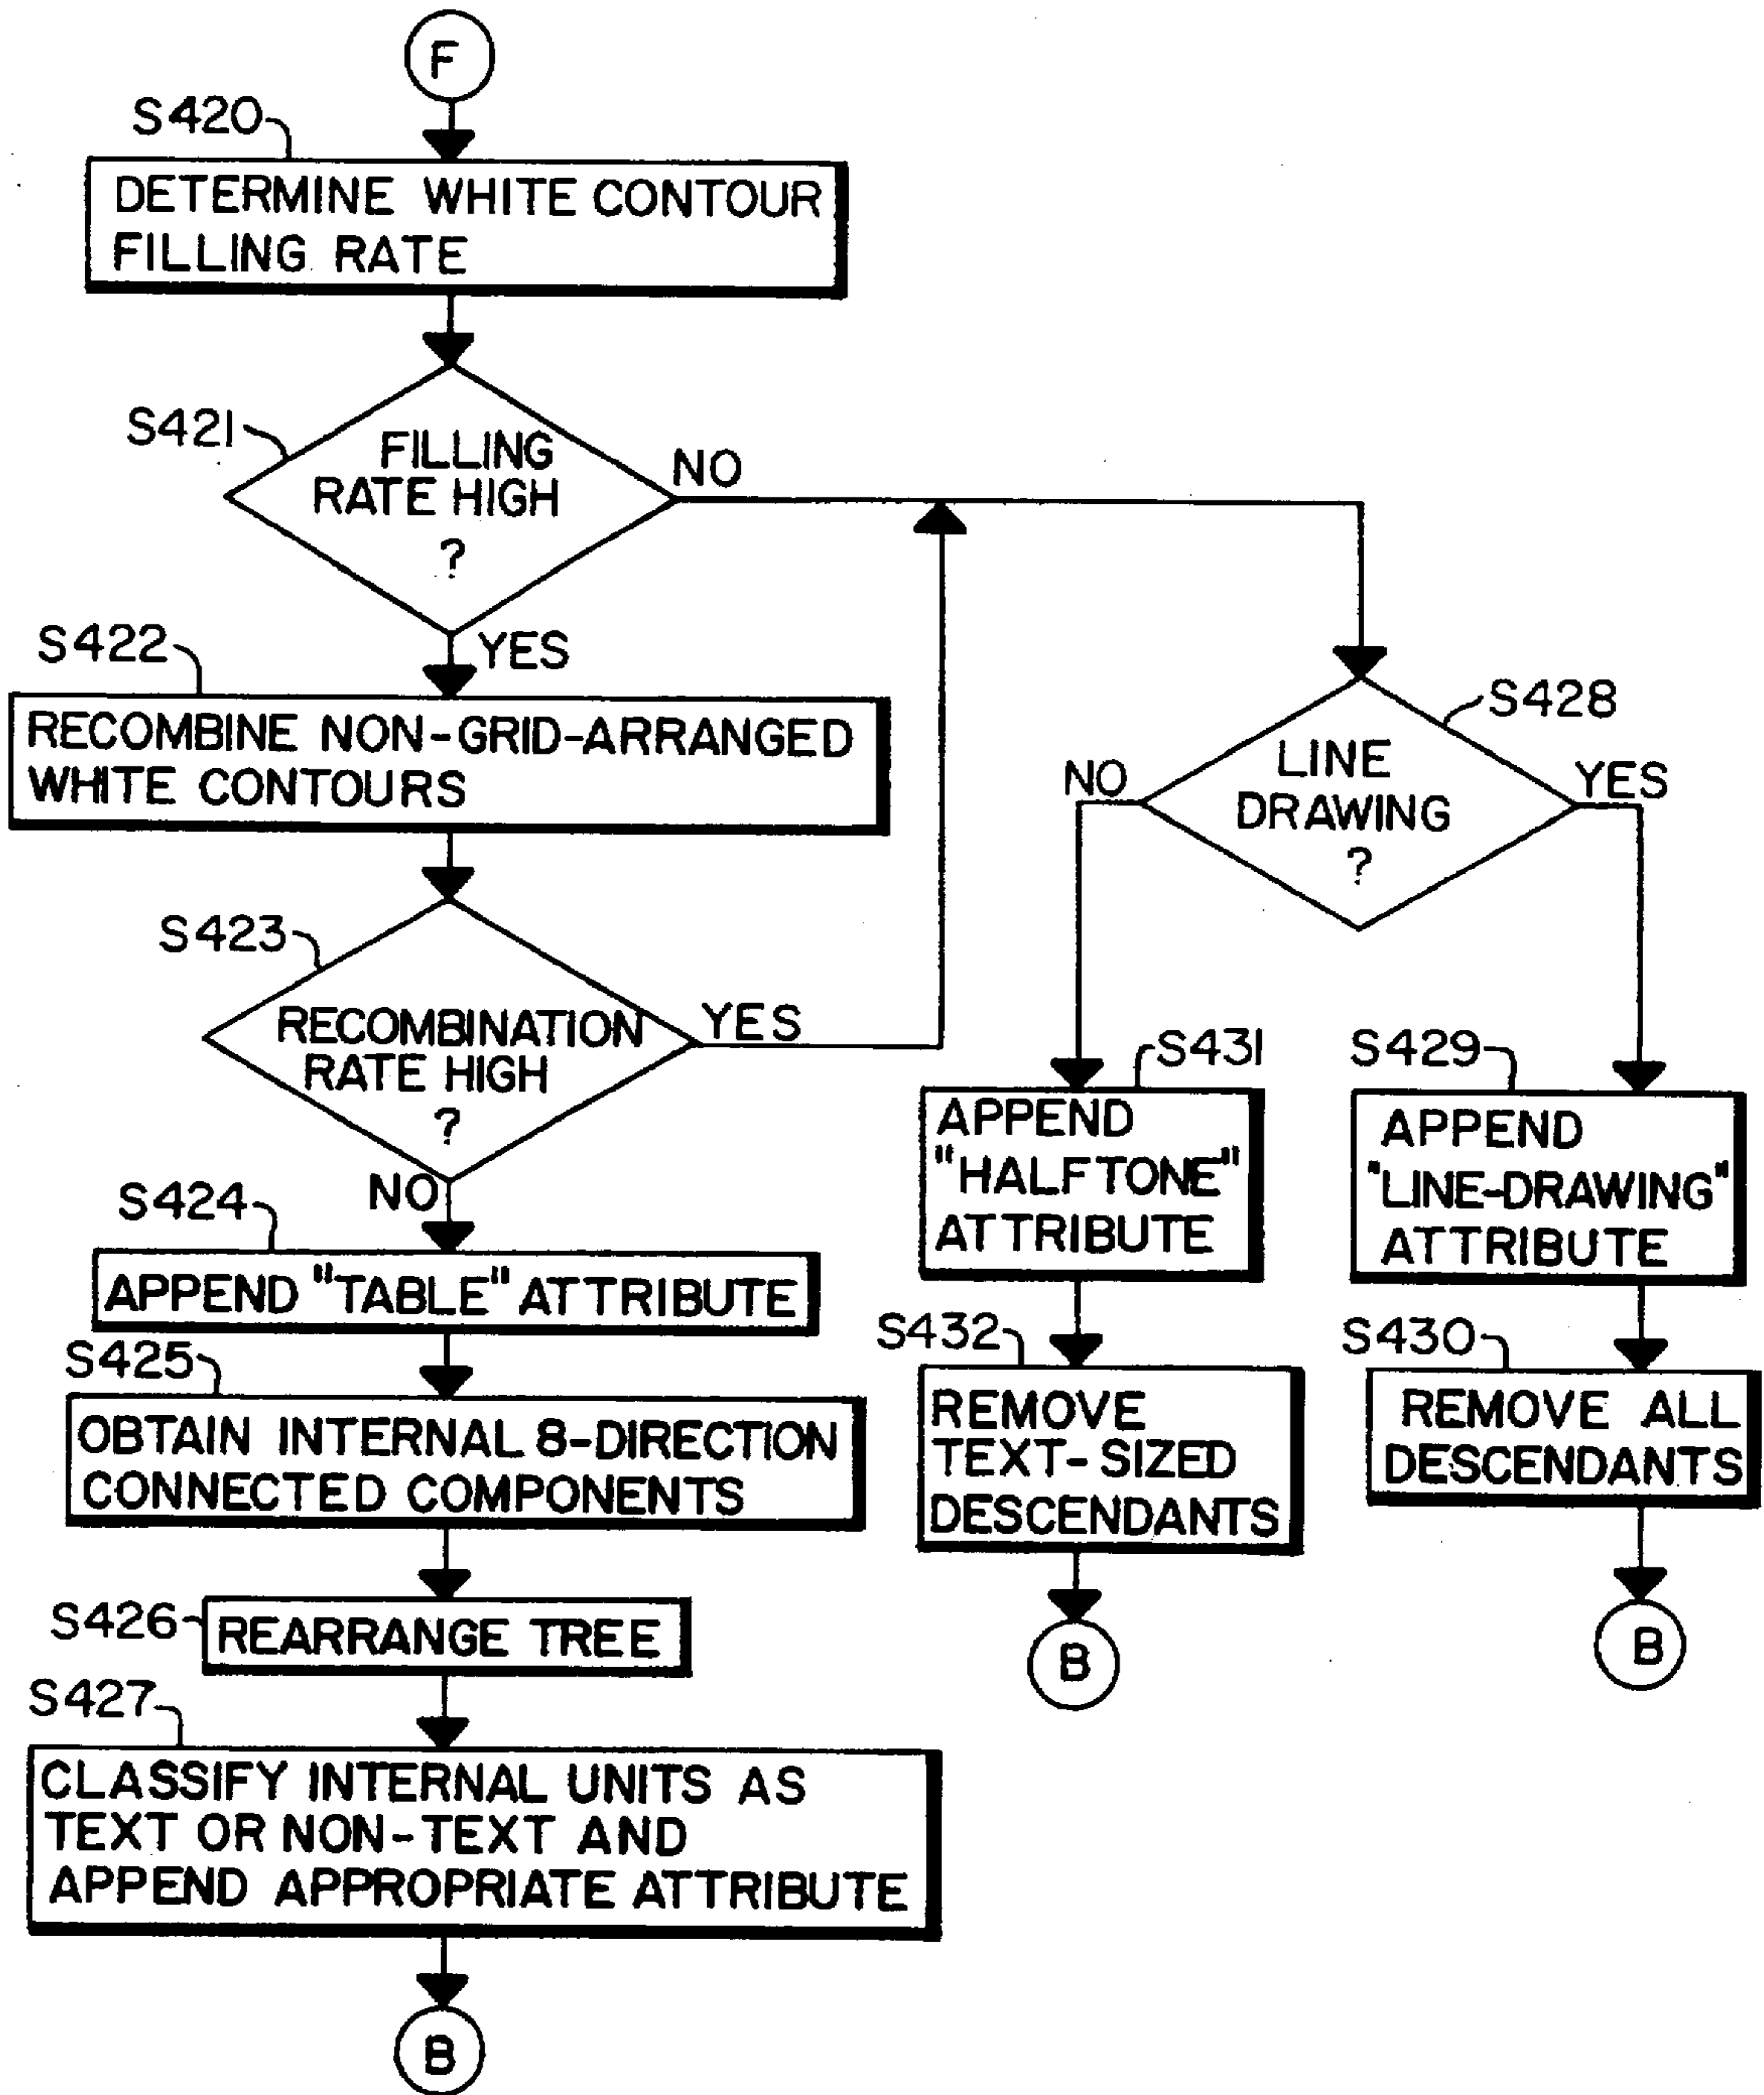 F
S420
DETERMINE WHITE CONTOUR
FILLING RATE
S421
FILLING
RATE HIGH
?
NO
YES
S422
RECOMBINE NON-GRID-ARRANGED
WHITE CONTOURS
S423
RECOMBINATION
RATE HIGH
?
YES
NO
S424
APPEND "TABLE" ATTRIBUTE
S425
OBTAIN INTERNAL 8-DIRECTION
CONNECTED COMPONENTS
S426
REARRANGE TREE
S427
CLASSIFY INTERNAL UNITS AS
TEXT OR NON-TEXT AND
APPEND APPROPRIATE ATTRIBUTE
B
S428
LINE
DRAWING
?
NO
YES
S431
APPEND
"HALFTONE"
ATTRIBUTE
S432
REMOVE
TEXT-SIZED
DESCENDANTS
B
S429
APPEND
"LINE-DRAWING"
ATTRIBUTE
S430
REMOVE ALL
DESCENDANTS
B